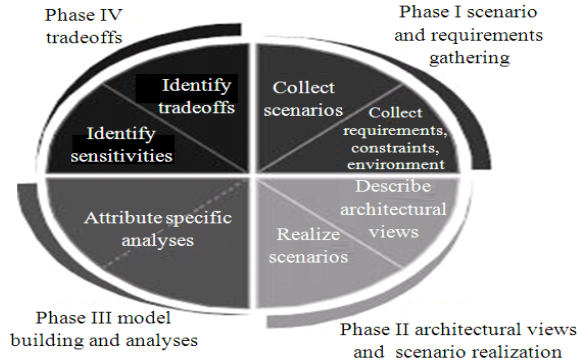 Phase IV
tradeoffs
Phase I scenario
and requirements
gathering
Identify
tradeoffs
Collect
scenarios
Identify
sensitivities
Collect
requirements,
constraints,
environment
Attribute specific
analyses
Realize
scenarios
Describe
architectural
views
Phase III model
building and analyses
Phase II architectural views
and scenario realization